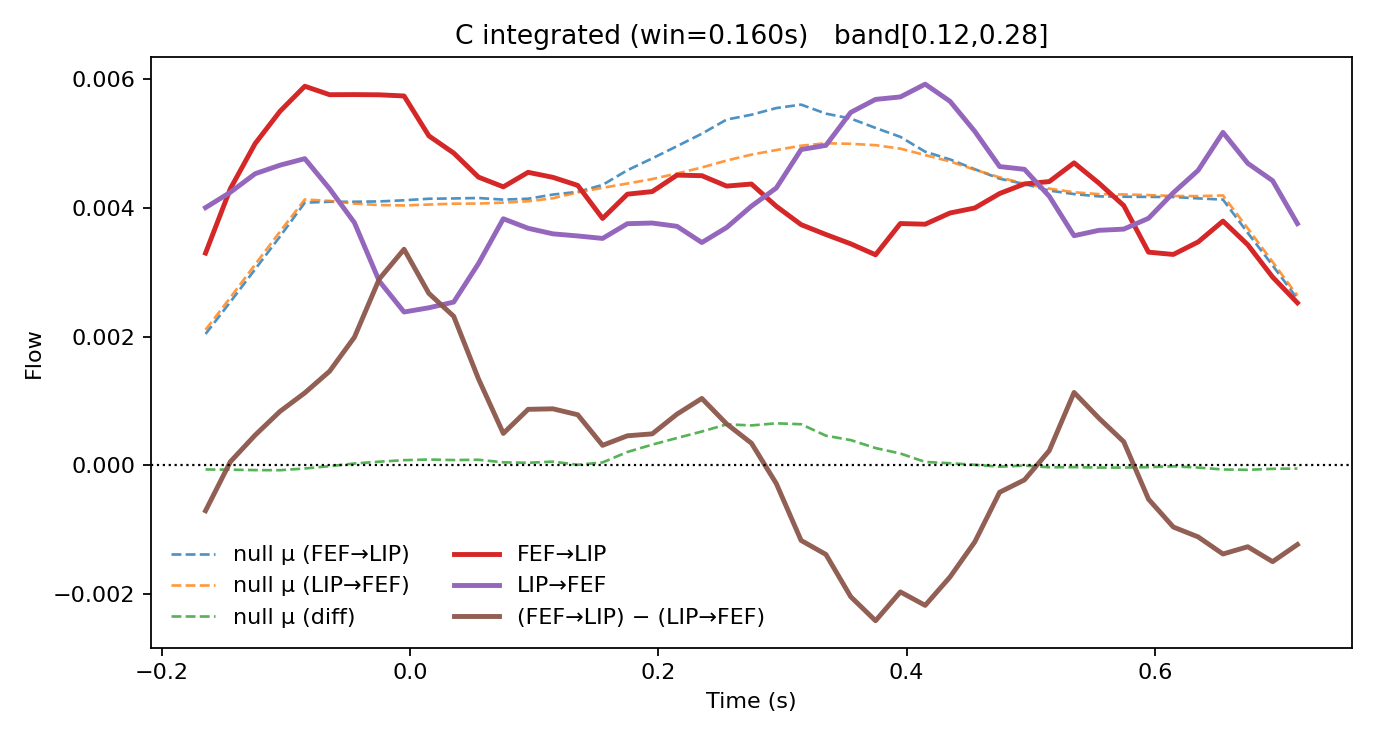 C integrated (win=0.160s)   band[0.12,0.28]
0.006
0.004
0.002
0.000
−0.002
Flow
null μ (FEF→LIP)
null μ (LIP→FEF)
null μ (diff)
FEF→LIP
LIP→FEF
(FEF→LIP) − (LIP→FEF)
−0.2
0.0
0.2
0.4
0.6
Time (s)